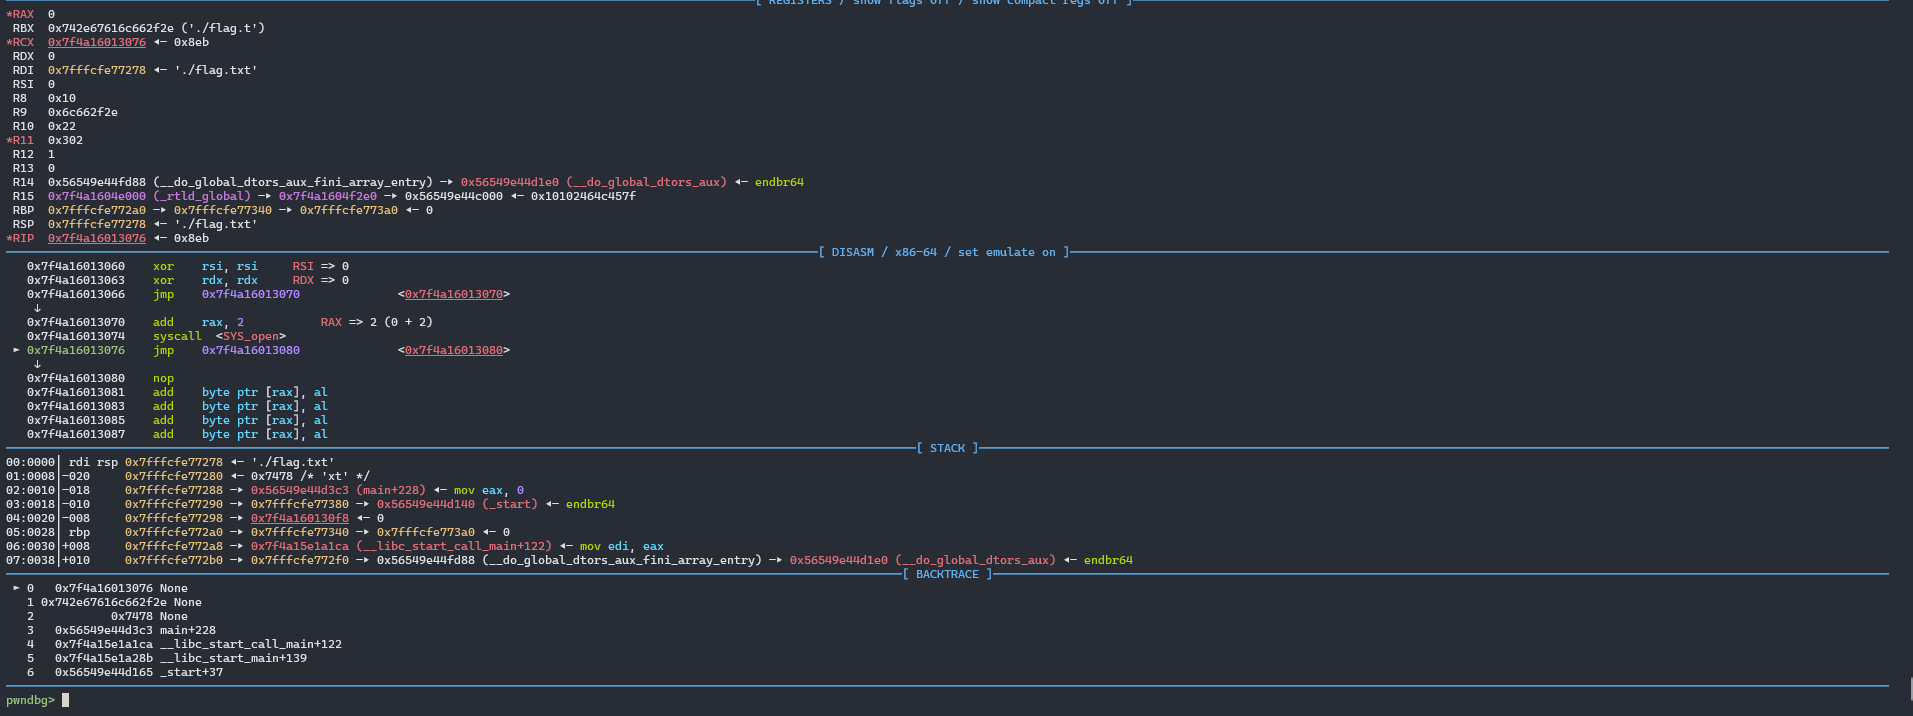 [ REGISTERS / show-flags off / show-compact-regs off ]
*RAX  0
 RBX  0x742e67616c662f2e ('./flag.t')
*RCX  0x7f4a16013076 ◂— 0x8eb
 RDX  0
 RDI  0x7fffcfe77278 ◂— './flag.txt'
 RSI  0
 R8   0x10
 R9   0x6c662f2e
 R10  0x22
*R11  0x302
 R12  1
 R13  0
 R14  0x56549e44fd88 (__do_global_dtors_aux_fini_array_entry) —▸ 0x56549e44d1e0 (__do_global_dtors_aux) ◂— endbr64
 R15  0x7f4a1604e000 (_rtld_global) —▸ 0x7f4a1604f2e0 —▸ 0x56549e44c000 ◂— 0x10102464c457f
 RBP  0x7fffcfe772a0 —▸ 0x7fffcfe77340 —▸ 0x7fffcfe773a0 ◂— 0
 RSP  0x7fffcfe77278 ◂— './flag.txt'
*RIP  0x7f4a16013076 ◂— 0x8eb
[ DISASM / x86-64 / set emulate on ]
   0x7f4a16013060    xor    rsi, rsi     RSI => 0
   0x7f4a16013063    xor    rdx, rdx     RDX => 0
   0x7f4a16013066    jmp    0x7f4a16013070              <0x7f4a16013070>
    ↓
   0x7f4a16013070    add    rax, 2           RAX => 2 (0 + 2)
   0x7f4a16013074    syscall  <SYS_open>
 ► 0x7f4a16013076    jmp    0x7f4a16013080              <0x7f4a16013080>
    ↓
   0x7f4a16013080    nop
   0x7f4a16013081    add    byte ptr [rax], al
   0x7f4a16013083    add    byte ptr [rax], al
   0x7f4a16013085    add    byte ptr [rax], al
   0x7f4a16013087    add    byte ptr [rax], al
[ STACK ]
00:0000│ rdi rsp 0x7fffcfe77278 ◂— './flag.txt'
01:0008│-020     0x7fffcfe77280 ◂— 0x7478 /* 'xt' */
02:0010│-018     0x7fffcfe77288 —▸ 0x56549e44d3c3 (main+228) ◂— mov eax, 0
03:0018│-010     0x7fffcfe77290 —▸ 0x7fffcfe77380 —▸ 0x56549e44d140 (_start) ◂— endbr64
04:0020│-008     0x7fffcfe77298 —▸ 0x7f4a160130f8 ◂— 0
05:0028│ rbp     0x7fffcfe772a0 —▸ 0x7fffcfe77340 —▸ 0x7fffcfe773a0 ◂— 0
06:0030│+008     0x7fffcfe772a8 —▸ 0x7f4a15e1a1ca (__libc_start_call_main+122) ◂— mov edi, eax
07:0038│+010     0x7fffcfe772b0 —▸ 0x7fffcfe772f0 —▸ 0x56549e44fd88 (__do_global_dtors_aux_fini_array_entry) —▸ 0x56549e44d1e0 (__do_global_dtors_aux) ◂— endbr64
[ BACKTRACE ]
 ► 0   0x7f4a16013076 None
   1 0x742e67616c662f2e None
   2           0x7478 None
   3   0x56549e44d3c3 main+228
   4   0x7f4a15e1a1ca __libc_start_call_main+122
   5   0x7f4a15e1a28b __libc_start_main+139
   6   0x56549e44d165 _start+37
pwndbg>